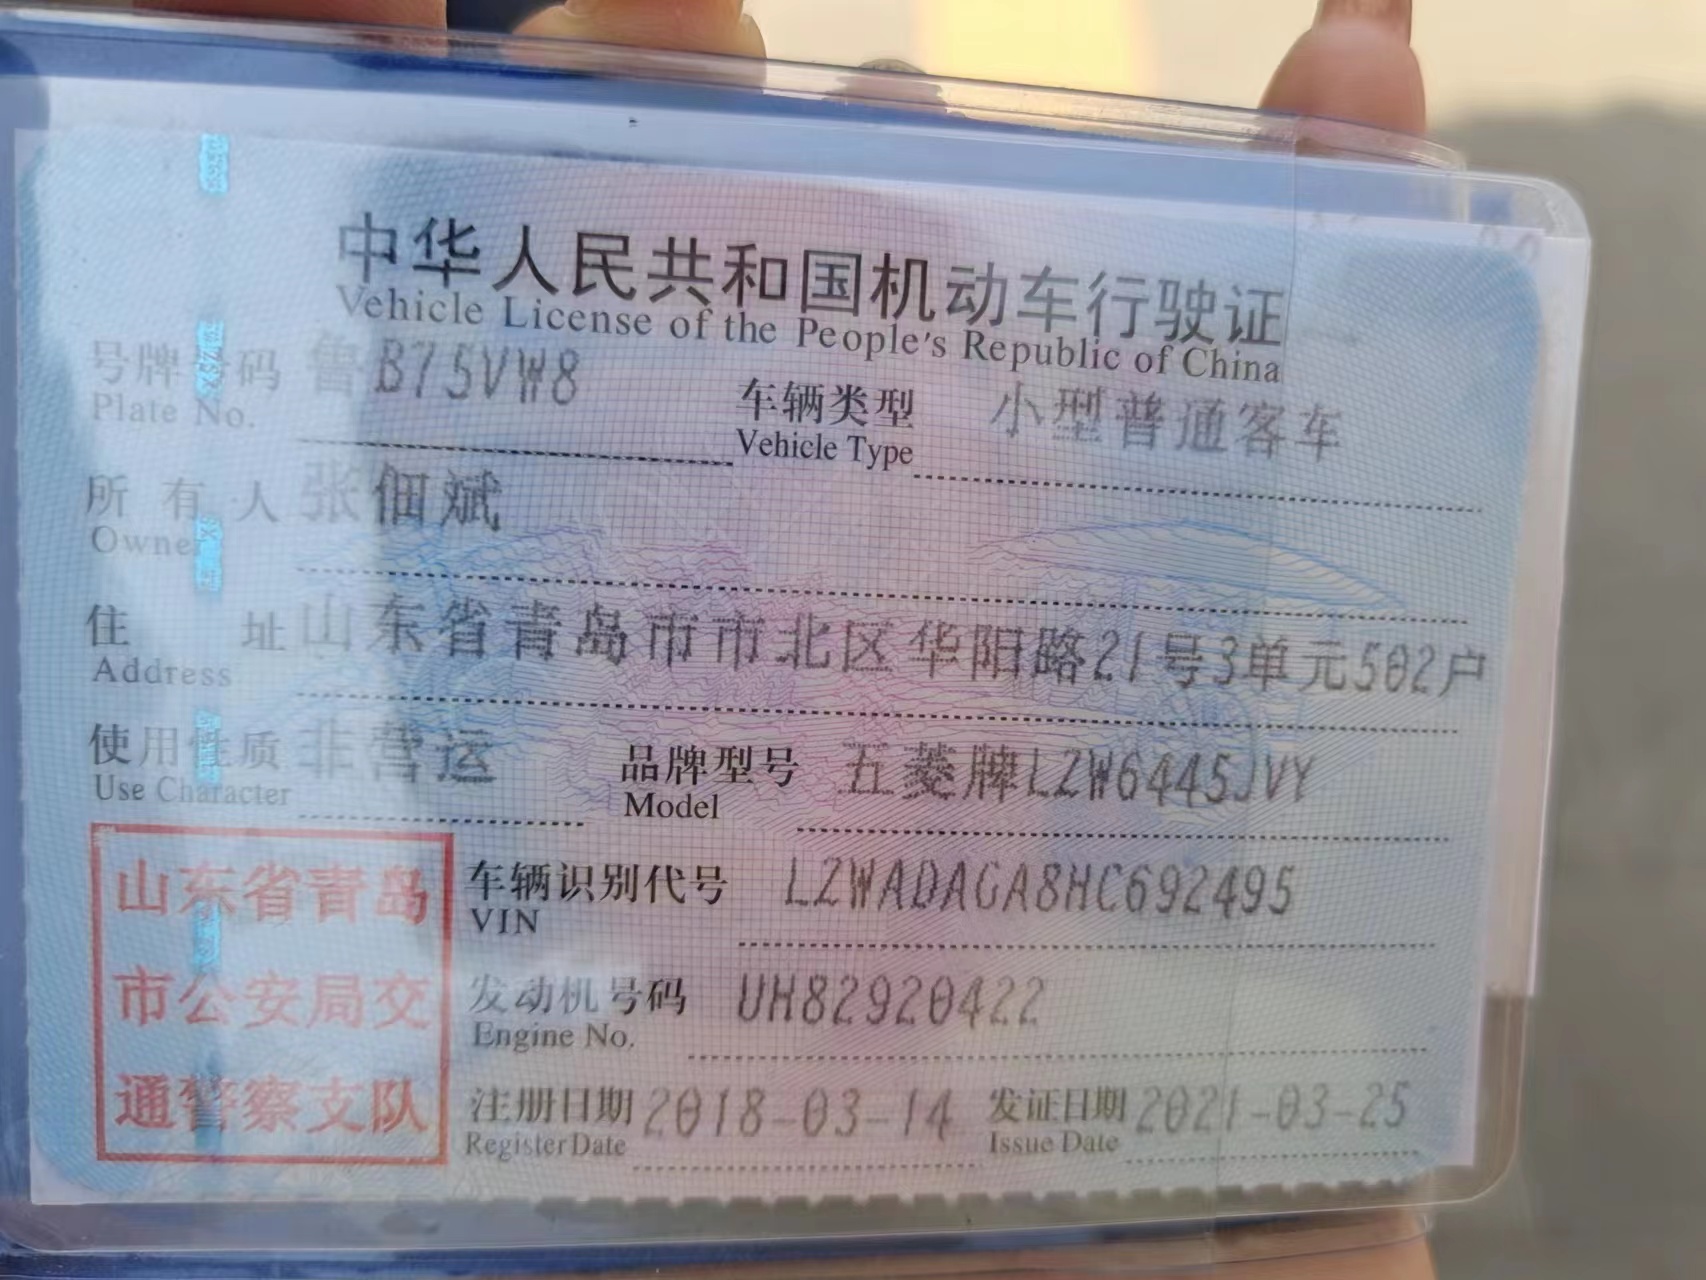 中华人民共和国机动车行驶证
Vehicle License of the People's Republic of China
号牌号码 鲁B75VW8 车辆类型 小型普通客车
Plate No. Vehicle Type
所有人 张佃斌
Owner
住址 山东省青岛市市北区华阳路21号3单元502户
Address
使用性质 非营运 品牌型号 五菱牌LZW6445JVY
Use Character Model
山东省青岛
市公安局交
通警察支队
车辆识别代号 LZWADAGA8HC692495
VIN
发动机号码 UH82920422
Engine No.
注册日期 2018-03-14 发证日期 2021-03-25
Register Date Issue Date